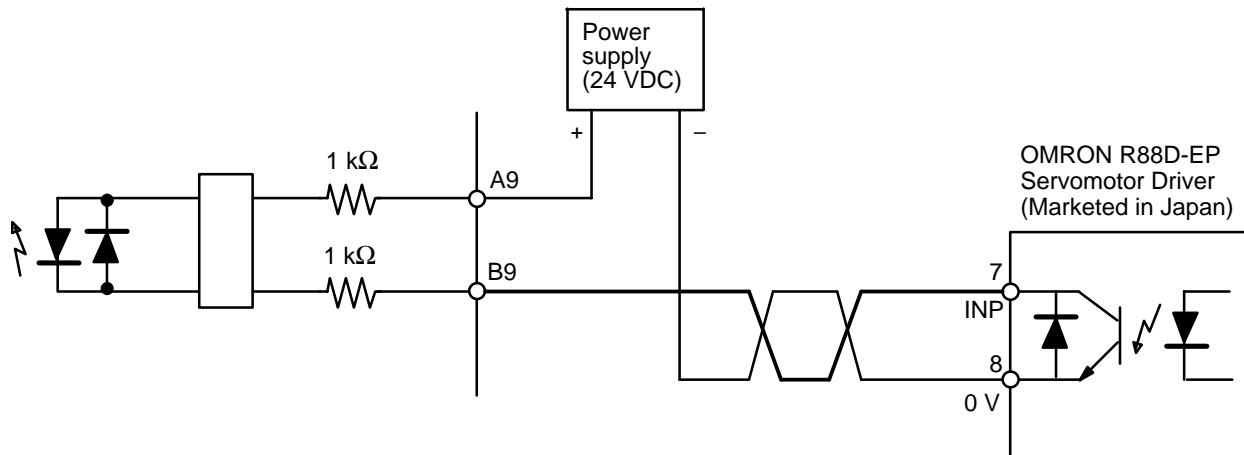 Power
supply
(24 VDC)
+
–
1 kΩ
A9
1 kΩ
B9
OMRON R88D-EP
Servomotor Driver
(Marketed in Japan)
7
INP
8
0 V